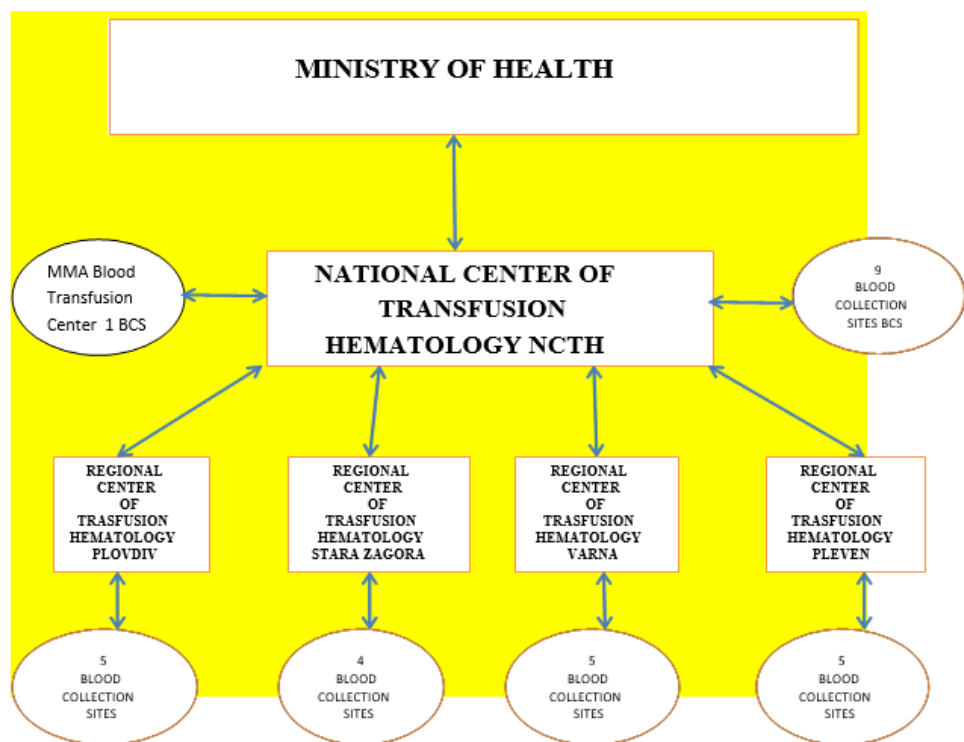 MINISTRY OF HEALTH
MMA Blood
Transfusion
Center 1 BCS
NATIONAL CENTER OF
TRANSFUSION
HEMATOLOGY NCTH
9
BLOOD
COLLECTION
SITES BCS
REGIONAL
CENTER
OF
TRASFUSION
HEMATOLOGY
PLOVDIV
REGIONAL
CENTER
OF
TRASFUSION
HEMATOLOGY
STARA ZAGORA
REGIONAL
CENTER
OF
TRASFUSION
HEMATOLOGY
VARNA
REGIONAL
CENTER
OF
TRASFUSION
HEMATOLOGY
PLEVEN
5
BLOOD
COLLECTION
SITES
4
BLOOD
COLLECTION
SITES
5
BLOOD
COLLECTION
SITES
5
BLOOD
COLLECTION
SITES